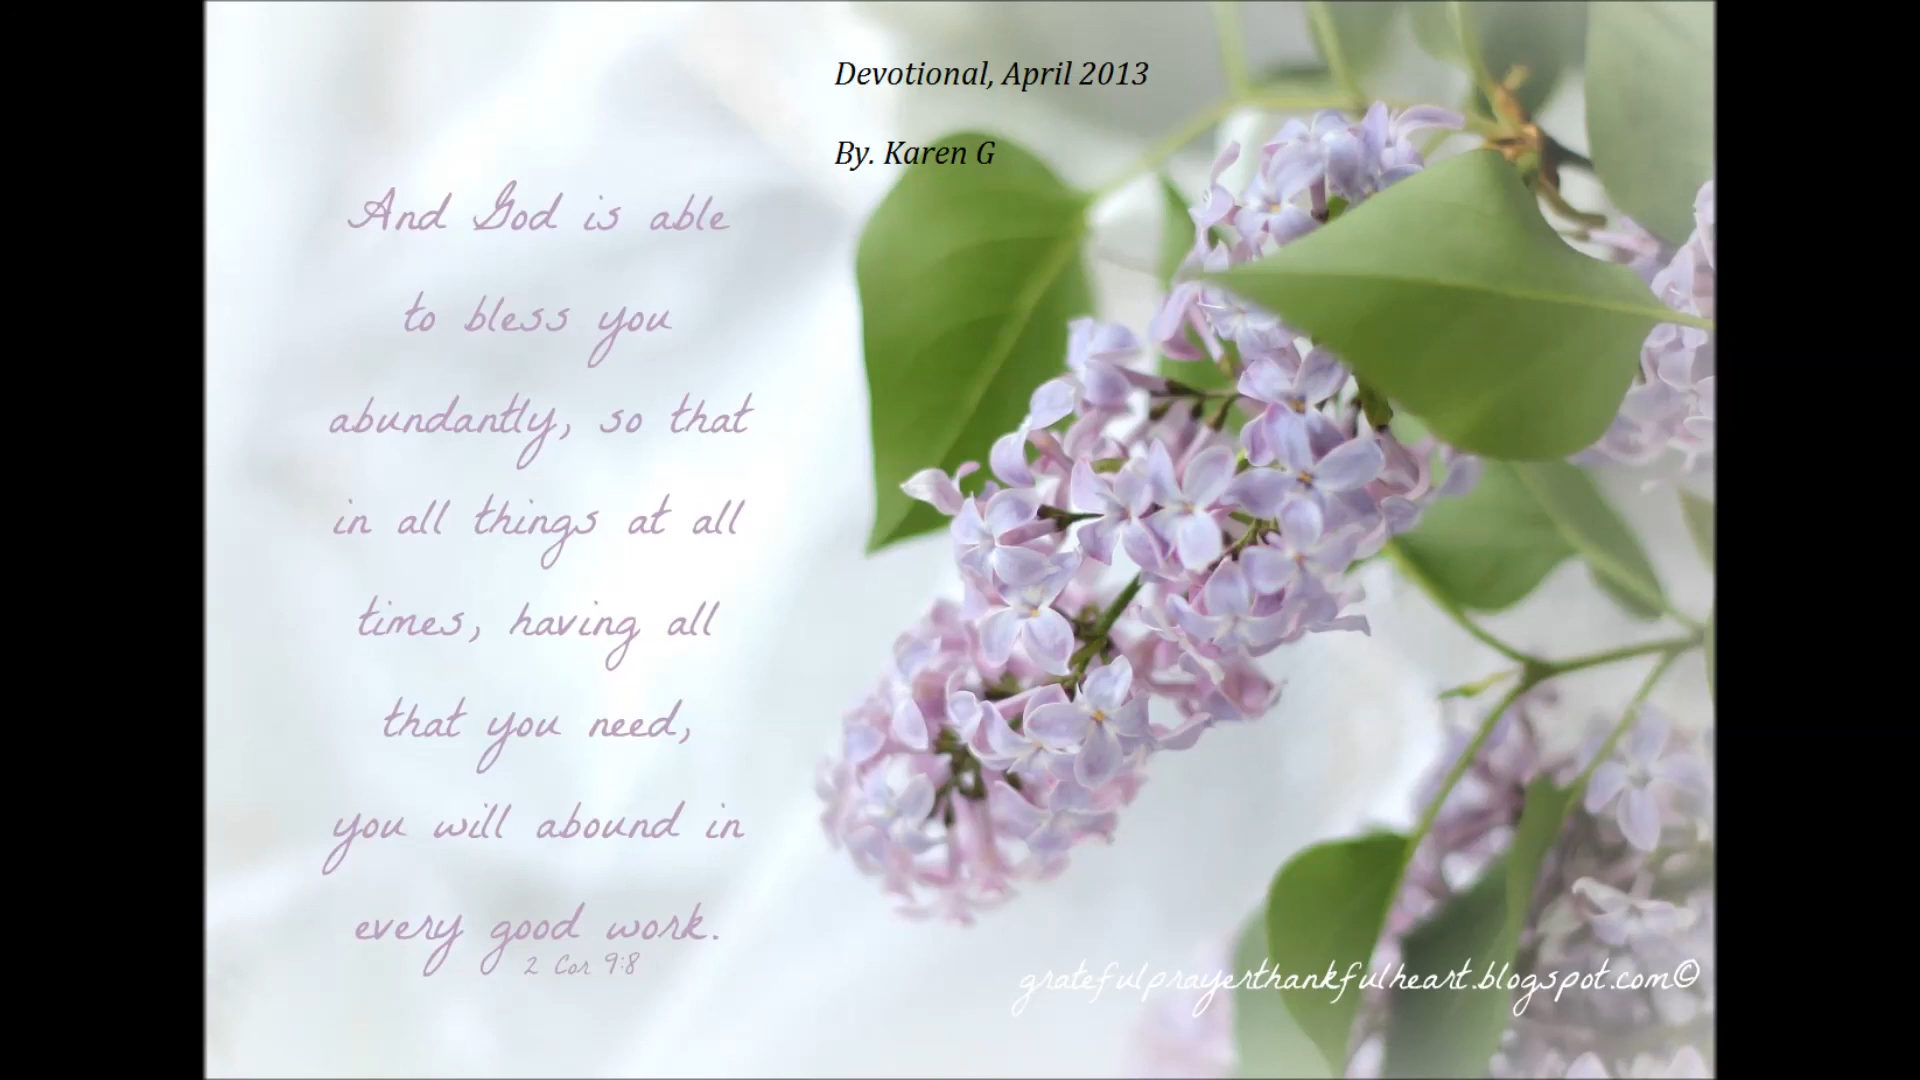 Devotional, April 2013
By. Karen G
And God is able
to bless you
abundantly, so that
in all things at all
times, having all
that you need,
you will abound in
every good work.
2 Cor 9:8
gratefulprayerthankfulheart.blogspot.com©